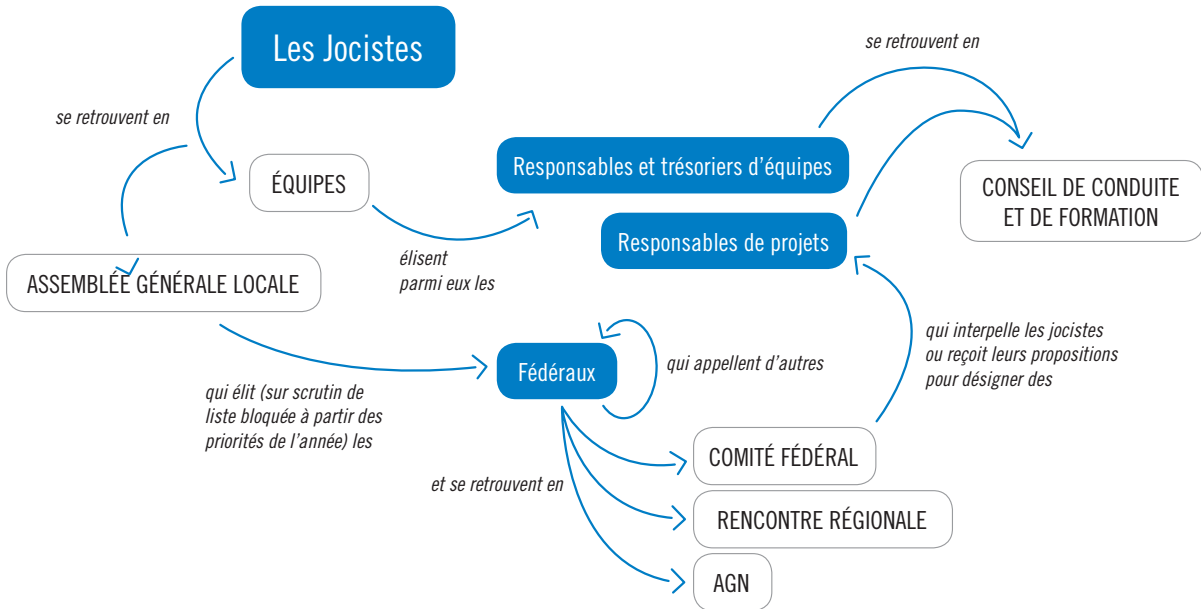 Les Jocistes
se retrouvent en
se retrouvent en
Responsables et trésoriers d'équipes
ÉQUIPES
CONSEIL DE CONDUITE
ET DE FORMATION
Responsables de projets
élisent
parmi eux les
ASSEMBLÉE GÉNÉRALE LOCALE
qui interpelle les jocistes
ou reçoit leurs propositions
pour désigner des
Fédéraux
qui appellent d'autres
qui élit (sur scrutin de
liste bloquée à partir des
priorités de l'année) les
COMITÉ FÉDÉRAL
et se retrouvent en
RENCONTRE RÉGIONALE
AGN